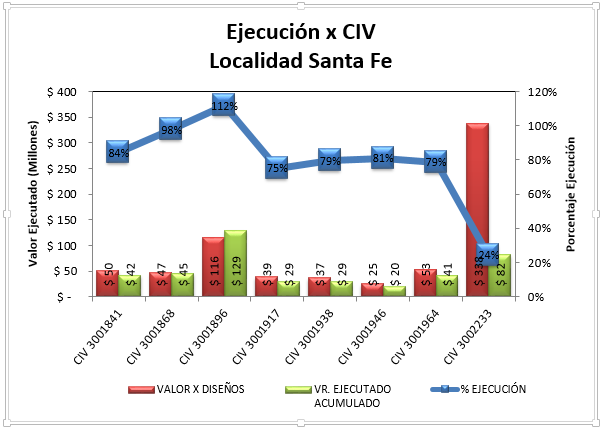 Ejecución x CIV
Localidad Santa Fe
Valor Ejecutado (Millones)
$ 400
$ 350
$ 300
$ 250
$ 200
$ 150
$ 100
$ 50
$ -
120%
100%
80%
60%
40%
20%
0%
Porcentaje Ejecución
84%
98%
112%
75%
79%
81%
79%
24%
$ 50
$ 42
$ 47
$ 45
$ 116
$ 129
$ 39
$ 29
$ 37
$ 29
$ 25
$ 20
$ 53
$ 41
$ 338
$ 82
CIV 3001841
CIV 3001868
CIV 3001896
CIV 3001917
CIV 3001938
CIV 3001946
CIV 3001964
CIV 3002233
VALOR X DISEÑOS
VR. EJECUTADO
ACUMULADO
% EJECUCIÓN